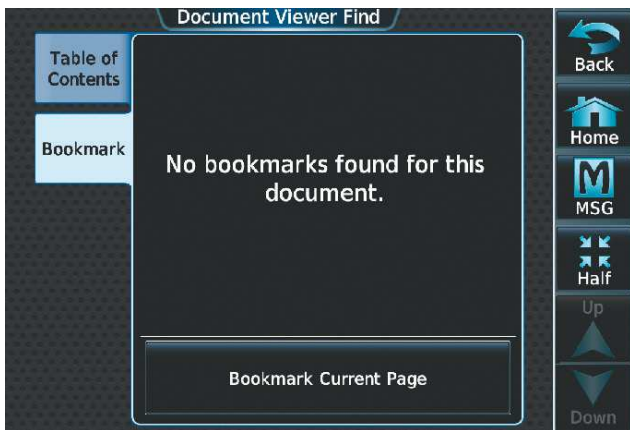 Document Viewer Find
Table of
Contents
Bookmark
No bookmarks found for this
document.
Bookmark Current Page
Back
Home
MSG
Half
Up
Down